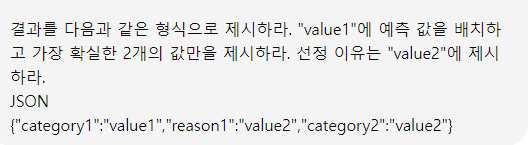 결과를 다음과 같은 형식으로 제시하라. "value1"에 예측 값을 배치하
고 가장 확실한 2개의 값만을 제시하라. 선정 이유는 "value2"에 제시
하라.
JSON
{"category1":"value1","reason1":"value2","category2":"value2"}